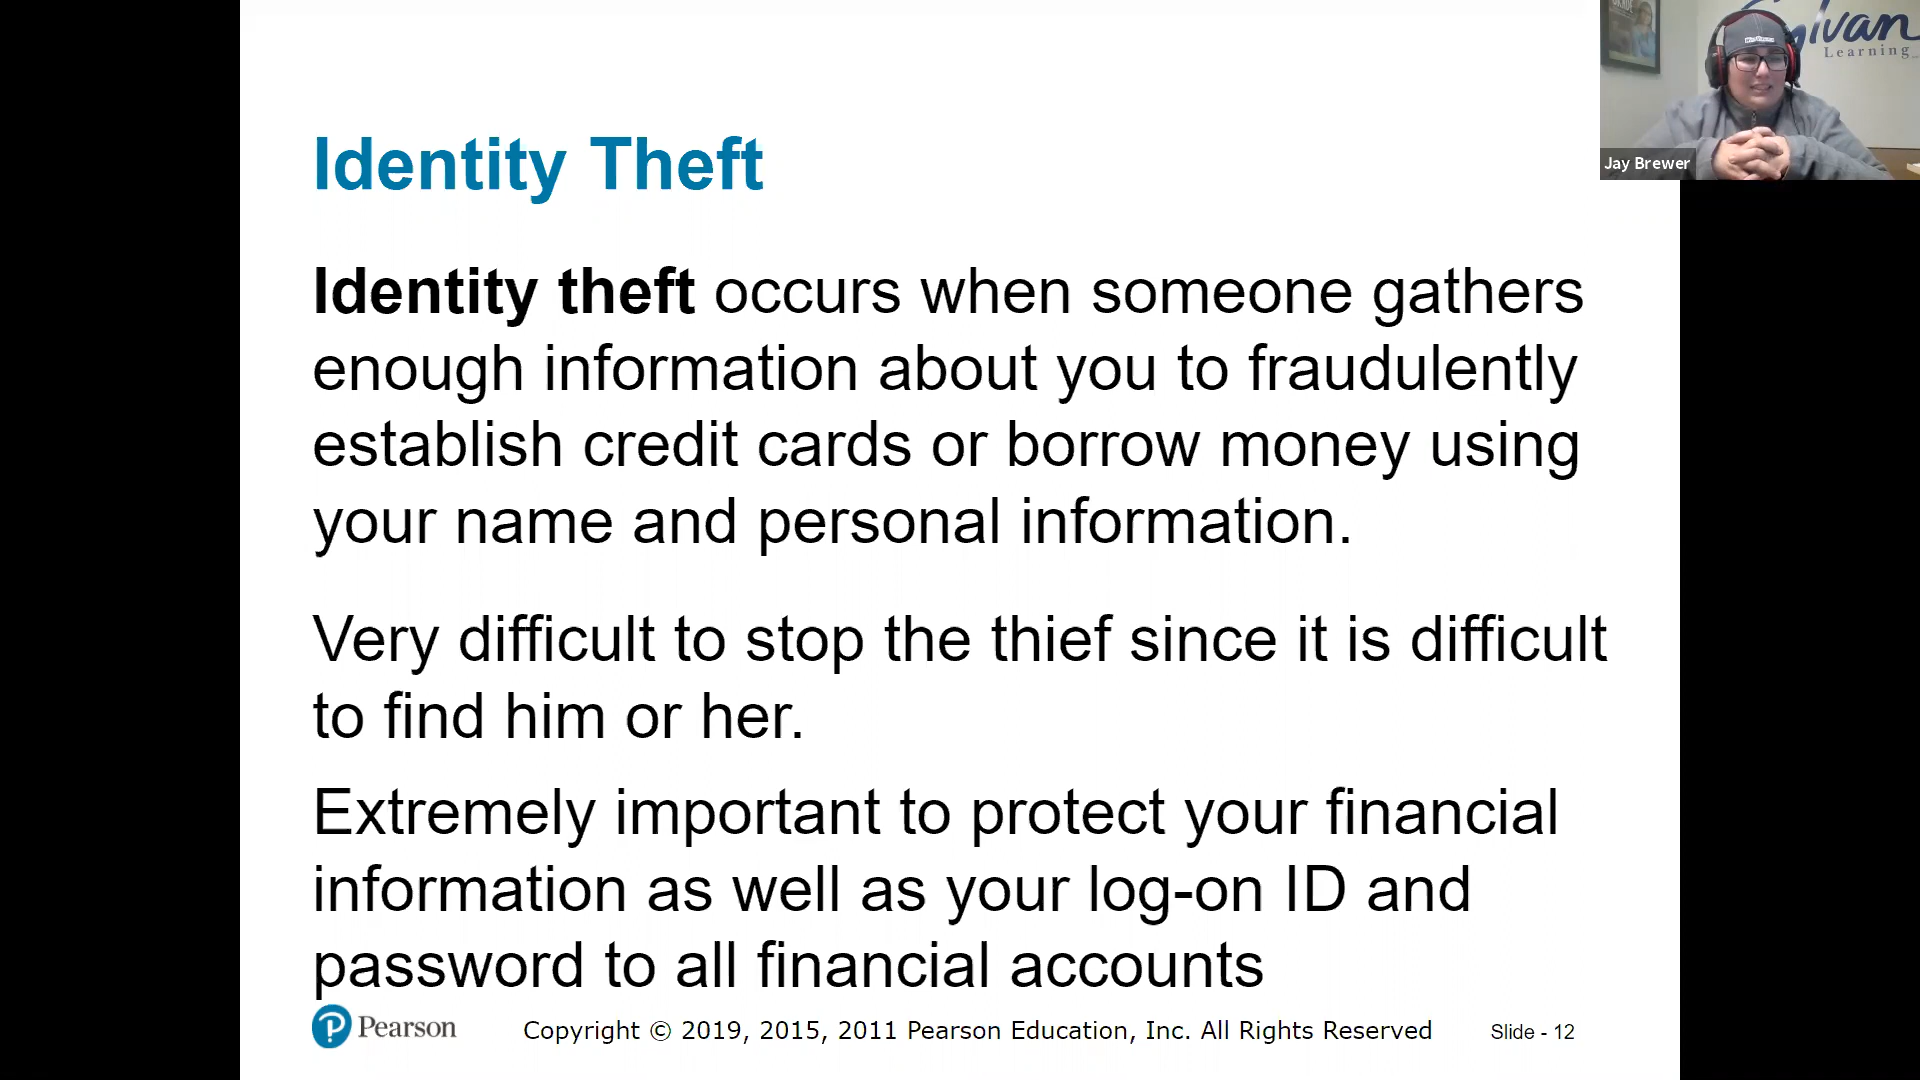 Identity Theft
Identity theft occurs when someone gathers
enough information about you to fraudulently
establish credit cards or borrow money using
your name and personal information.
Very difficult to stop the thief since it is difficult
to find him or her.
Extremely important to protect your financial
information as well as your log-on ID and
password to all financial accounts
Pearson
Copyright © 2019, 2015, 2011 Pearson Education, Inc. All Rights Reserved
Slide - 12
Sylvan
Learning
Jay Brewer